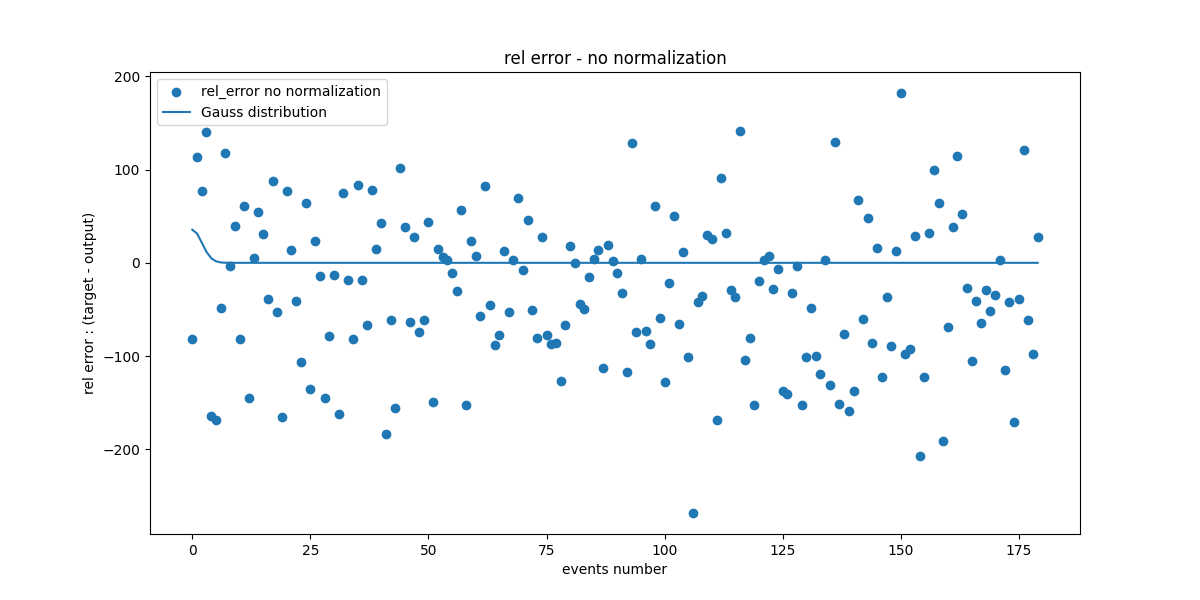 rel error - no normalization
rel_error no normalization
Gauss distribution
200
100
0
−100
−200
rel error : (target - output)
0 25 50 75 100 125 150 175
events number